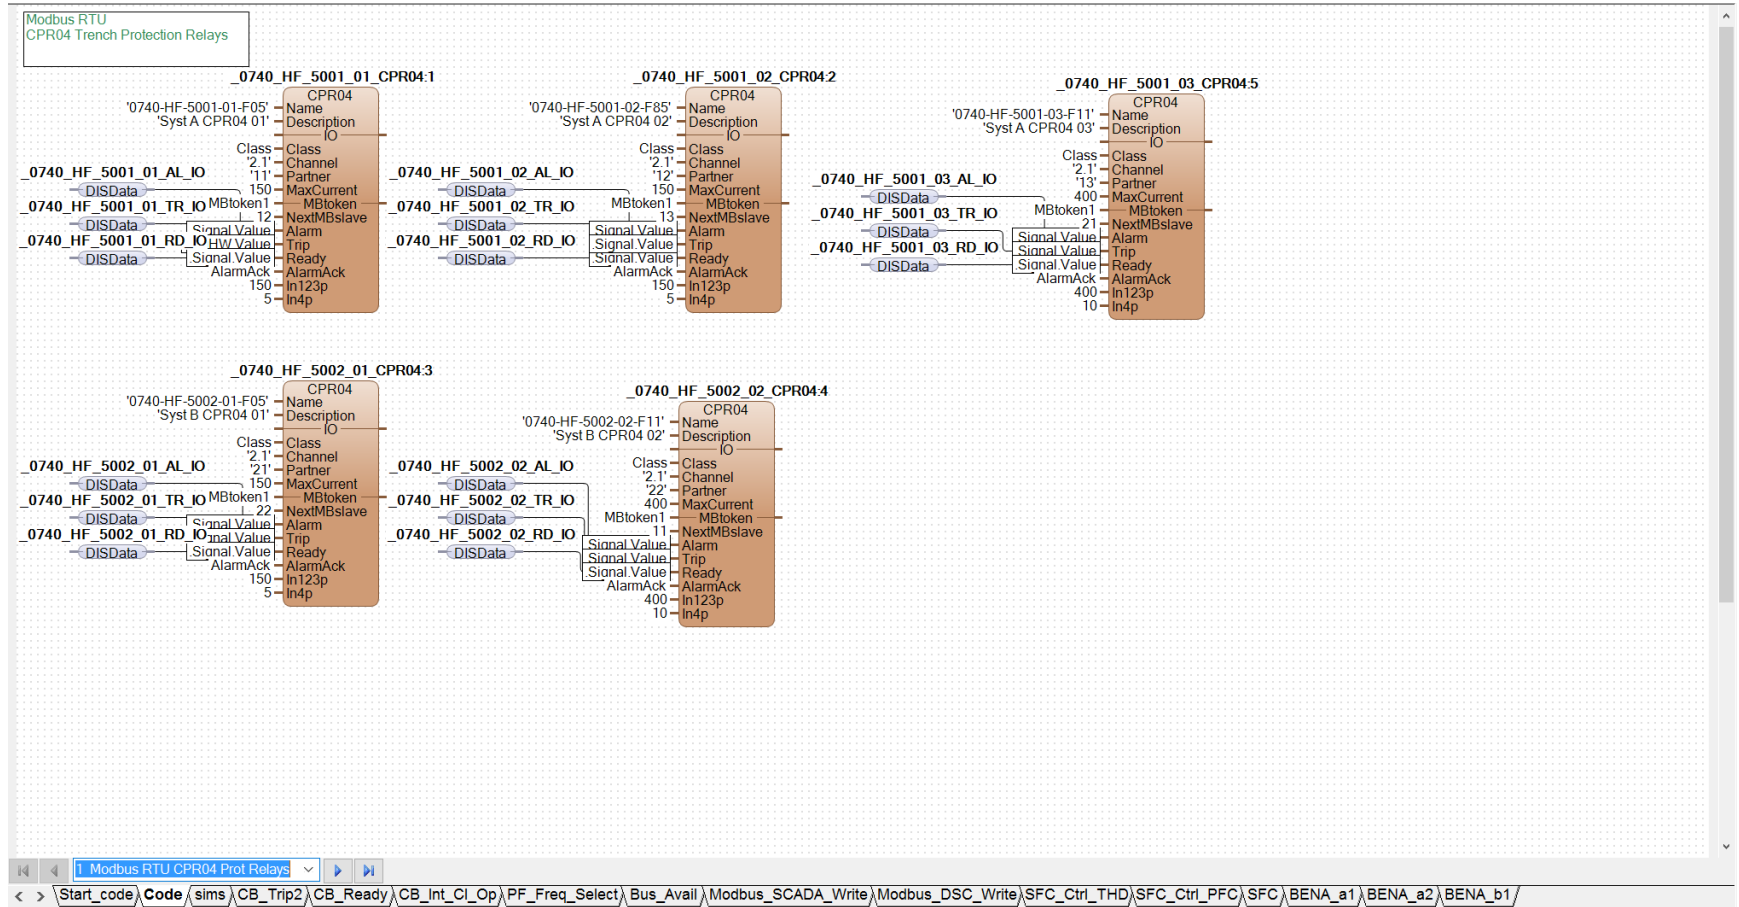 Modbus RTU
CPR04 Trench Protection Relays
_0740_HF_5001_01_CPR04:1
CPR04
'0740-HF-5001-01-F05' Name
'Syst A CPR04 01' Description
IO
Class Class
'2.1' Channel
_0740_HF_5001_01_AL_IO '11' Partner
DISData 150 MaxCurrent
_0740_HF_5001_01_TR_IO MBtoken1 MBtoken
12 NextMBslave
DISData Signal.Value Alarm
_0740_HF_5001_01_RD_IO HW.Value Trip
DISData .Signal.Value Ready
AlarmAck AlarmAck
150 In123p
5 In4p
_0740_HF_5001_02_CPR04:2
CPR04
'0740-HF-5001-02-F85' Name
'Syst A CPR04 02' Description
IO
Class Class
'2.1' Channel
_0740_HF_5001_02_AL_IO '12' Partner
DISData 150 MaxCurrent
_0740_HF_5001_02_TR_IO MBtoken1 MBtoken
13 NextMBslave
DISData .Signal.Value Alarm
_0740_HF_5001_02_RD_IO .Signal.Value Trip
DISData .Signal.Value Ready
AlarmAck AlarmAck
150 In123p
5 In4p
_0740_HF_5001_03_CPR04:5
CPR04
'0740-HF-5001-03-F11' Name
'Syst A CPR04 03' Description
IO
Class Class
'2.1' Channel
_0740_HF_5001_03_AL_IO '13' Partner
DISData 400 MaxCurrent
_0740_HF_5001_03_TR_IO MBtoken1 MBtoken
21 NextMBslave
DISData .Signal.Value Alarm
_0740_HF_5001_03_RD_IO .Signal.Value Trip
DISData .Signal.Value Ready
AlarmAck AlarmAck
400 In123p
10 In4p
_0740_HF_5002_01_CPR04:3
CPR04
'0740-HF-5002-01-F05' Name
'Syst B CPR04 01' Description
IO
Class Class
'2.1' Channel
_0740_HF_5002_01_AL_IO '21' Partner
DISData 150 MaxCurrent
_0740_HF_5002_01_TR_IO MBtoken1 MBtoken
22 NextMBslave
DISData Signal.Value Alarm
_0740_HF_5002_01_RD_IO gnal.Value Trip
DISData .Signal.Value Ready
AlarmAck AlarmAck
150 In123p
5 In4p
_0740_HF_5002_02_CPR04:4
CPR04
'0740-HF-5002-02-F11' Name
'Syst B CPR04 02' Description
IO
Class Class
_0740_HF_5002_02_AL_IO '2.1' Channel
DISData '22' Partner
_0740_HF_5002_02_TR_IO 400 MaxCurrent
DISData MBtoken1 MBtoken
_0740_HF_5002_02_RD_IO 11 NextMBslave
DISData .Signal.Value Alarm
.Signal.Value Trip
.Signal.Value Ready
AlarmAck AlarmAck
400 In123p
10 In4p
1 Modbus RTU CPR04 Prot Relays
Start_code Code sims CB_Trip2 CB_Ready CB_Int_Cl_Op PF_Freq_Select Bus_Avail Modbus_SCADA_Write Modbus_DSC_Write SFC_Ctrl_THD SFC_Ctrl_PFC SFC BENA_a1 BENA_a2 BENA_b1